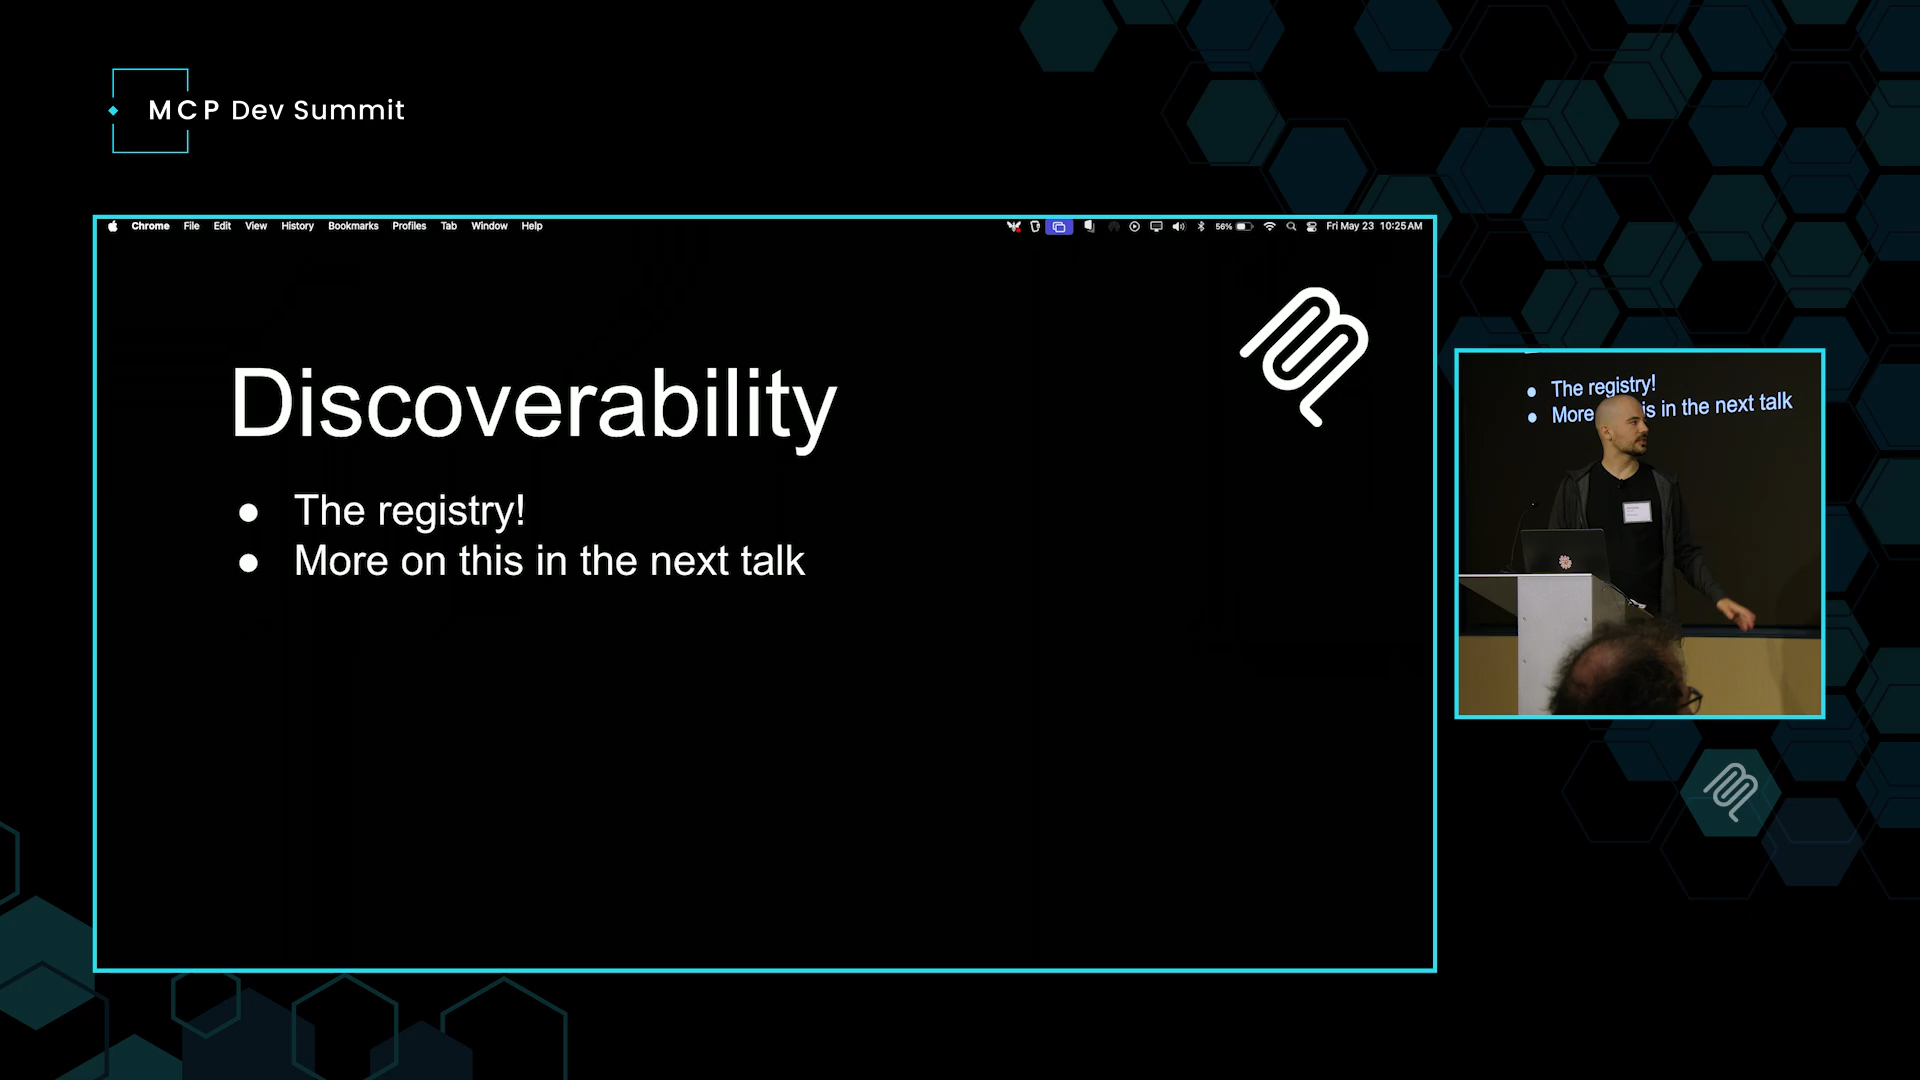 MCP Dev Summit
Chrome File Edit View History Bookmarks Profiles Tab Window Help
56% Fri May 23 10:25 AM
Discoverability
● The registry!
● More on this in the next talk
● The registry!
● More is in the next talk